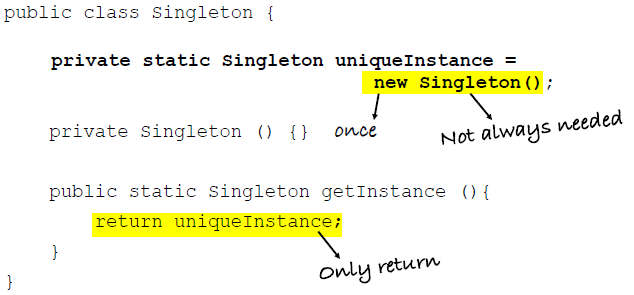 public class Singleton {
private static Singleton uniqueInstance =
new Singleton();
private Singleton () {} once
Not always needed
public static Singleton getInstance (){
return uniqueInstance;
}
Only return
}